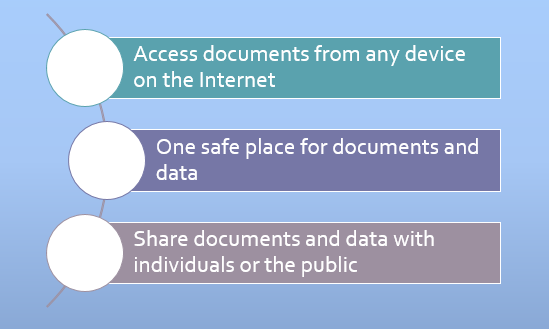 Access documents from any device
on the Internet
One safe place for documents and
data
Share documents and data with
individuals or the public